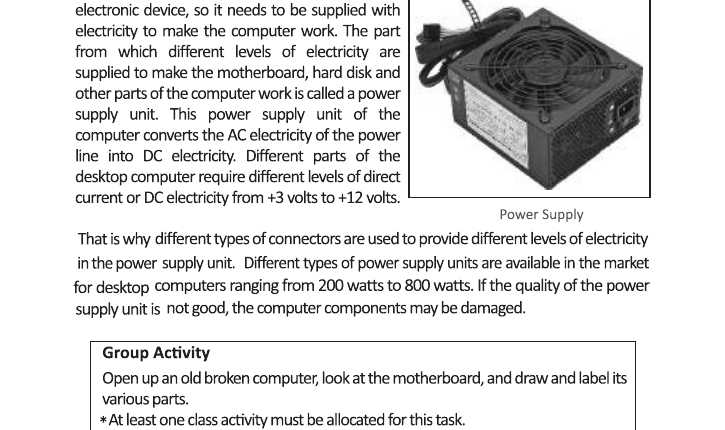 electronic device, so it needs to be supplied with
electricity to make the computer work. The part
from which different levels of electricity are
supplied to make the motherboard, hard disk and
other parts of the computer work is called a power
supply unit. This power supply unit of the
computer converts the AC electricity of the power
line into DC electricity. Different parts of the
desktop computer require different levels of direct
current or DC electricity from +3 volts to +12 volts.
Power Supply
That is why different types of connectors are used to provide different levels of electricity
in the power supply unit. Different types of power supply units are available in the market
for desktop computers ranging from 200 watts to 800 watts. If the quality of the power
supply unit is not good, the computer components may be damaged.
Group Activity
Open up an old broken computer, look at the motherboard, and draw and label its
various parts.
*At least one class activity must be allocated for this task.